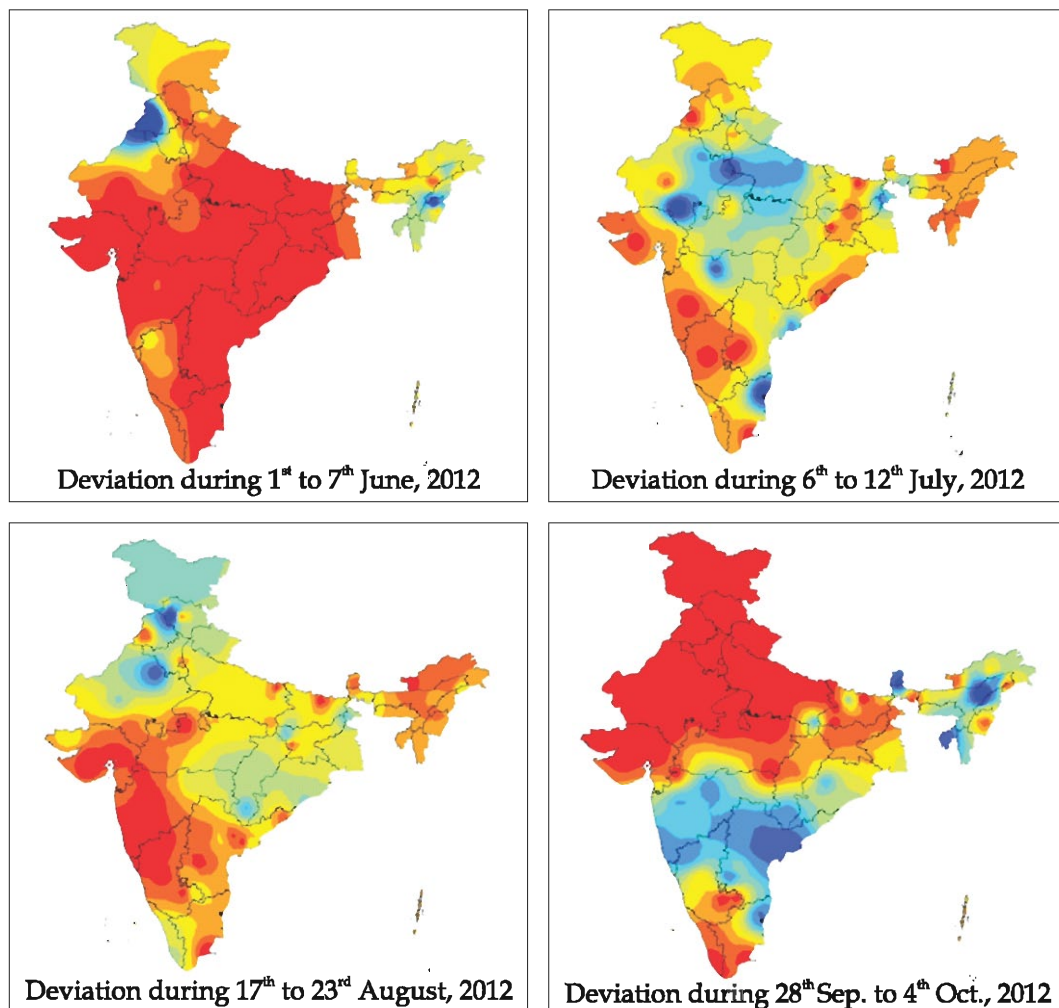 Deviation during 1st to 7th June, 2012
Deviation during 6th to 12th July, 2012
Deviation during 17th to 23rd August, 2012
Deviation during 28th Sep. to 4th Oct., 2012